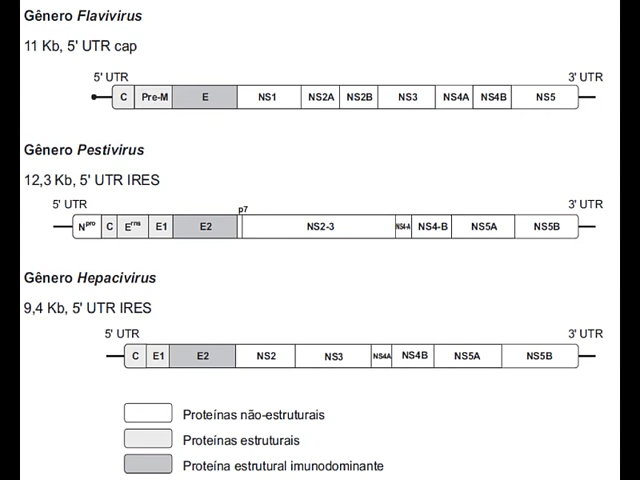 Gênero Flavivirus
11 Kb, 5' UTR cap
5' UTR 3' UTR
C Pre-M E NS1 NS2A NS2B NS3 NS4A NS4B NS5
Gênero Pestivirus
12,3 Kb, 5' UTR IRES
5' UTR p7 3' UTR
Npro C Erns E1 E2 NS2-3 NS4-A NS4-B NS5A NS5B
Gênero Hepacivirus
9,4 Kb, 5' UTR IRES
5' UTR 3' UTR
C E1 E2 NS2 NS3 NS4A NS4B NS5A NS5B
Proteínas não-estruturais
Proteínas estruturais
Proteína estrutural imunodominante